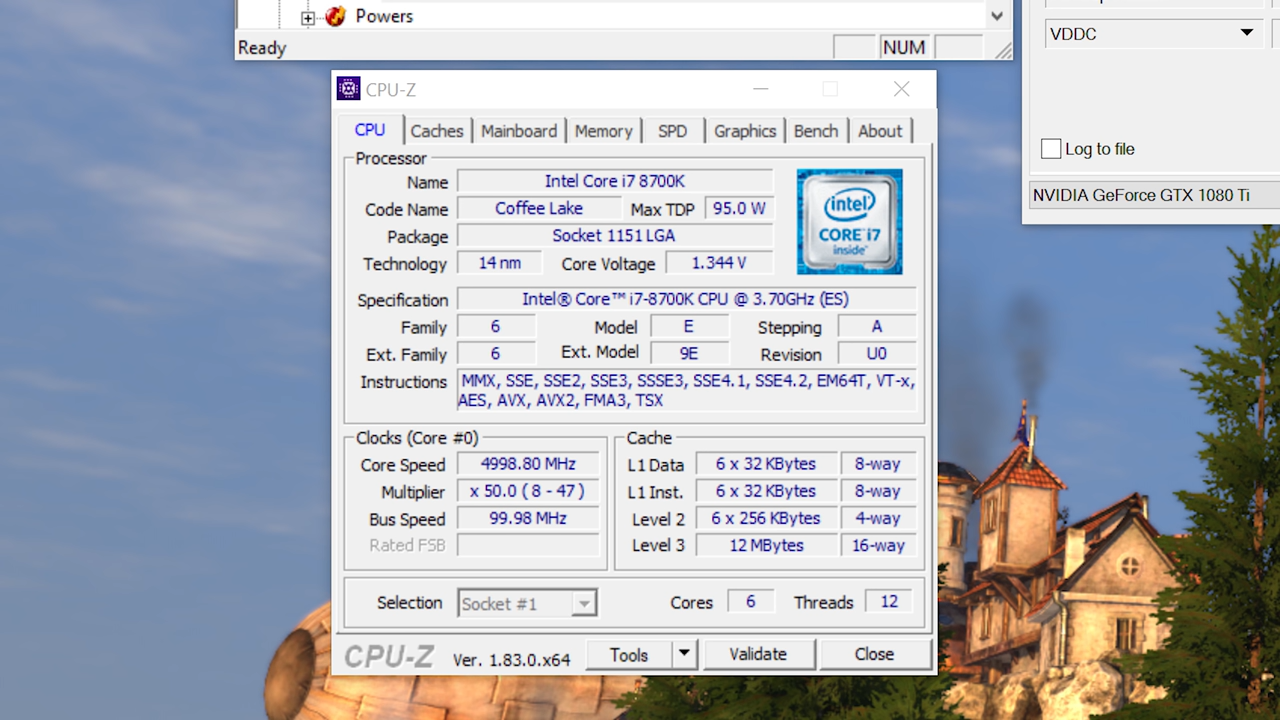 Powers
Ready
NUM
VDDC
Log to file
NVIDIA GeForce GTX 1080 Ti
CPU-Z
CPU Caches Mainboard Memory SPD Graphics Bench About
Processor
Name Intel Core i7 8700K
Code Name Coffee Lake Max TDP 95.0 W
Package Socket 1151 LGA
Technology 14 nm Core Voltage 1.344 V
intel
CORE i7
inside
Specification Intel® Core™ i7-8700K CPU @ 3.70GHz (ES)
Family 6 Model E Stepping A
Ext. Family 6 Ext. Model 9E Revision U0
Instructions MMX, SSE, SSE2, SSE3, SSSE3, SSE4.1, SSE4.2, EM64T, VT-x,
AES, AVX, AVX2, FMA3, TSX
Clocks (Core #0)
Core Speed 4998.80 MHz
Multiplier x 50.0 ( 8 - 47 )
Bus Speed 99.98 MHz
Rated FSB
Cache
L1 Data 6 x 32 KBytes 8-way
L1 Inst. 6 x 32 KBytes 8-way
Level 2 6 x 256 KBytes 4-way
Level 3 12 MBytes 16-way
Selection Socket #1 Cores 6 Threads 12
CPU-Z Ver. 1.83.0.x64 Tools Validate Close